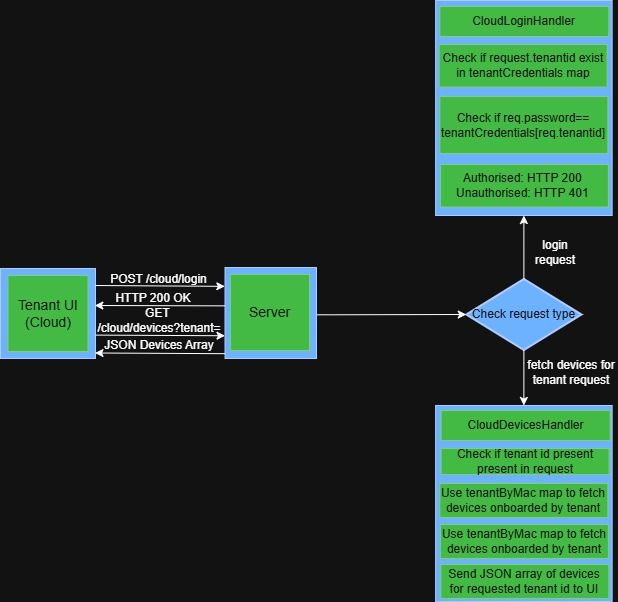 CloudLoginHandler
Check if request.tenantid exist
in tenantCredentials map
Check if req.password==
tenantCredentials[req.tenantid]
Authorised: HTTP 200
Unauthorised: HTTP 401
login
request
POST /cloud/login
HTTP 200 OK
GET
/cloud/devices?tenant=
JSON Devices Array
Tenant UI
(Cloud)
Server
Check request type
fetch devices for
tenant request
CloudDevicesHandler
Check if tenant id present
present in request
Use tenantByMac map to fetch
devices onboarded by tenant
Use tenantByMac map to fetch
devices onboarded by tenant
Send JSON array of devices
for requested tenant id to UI